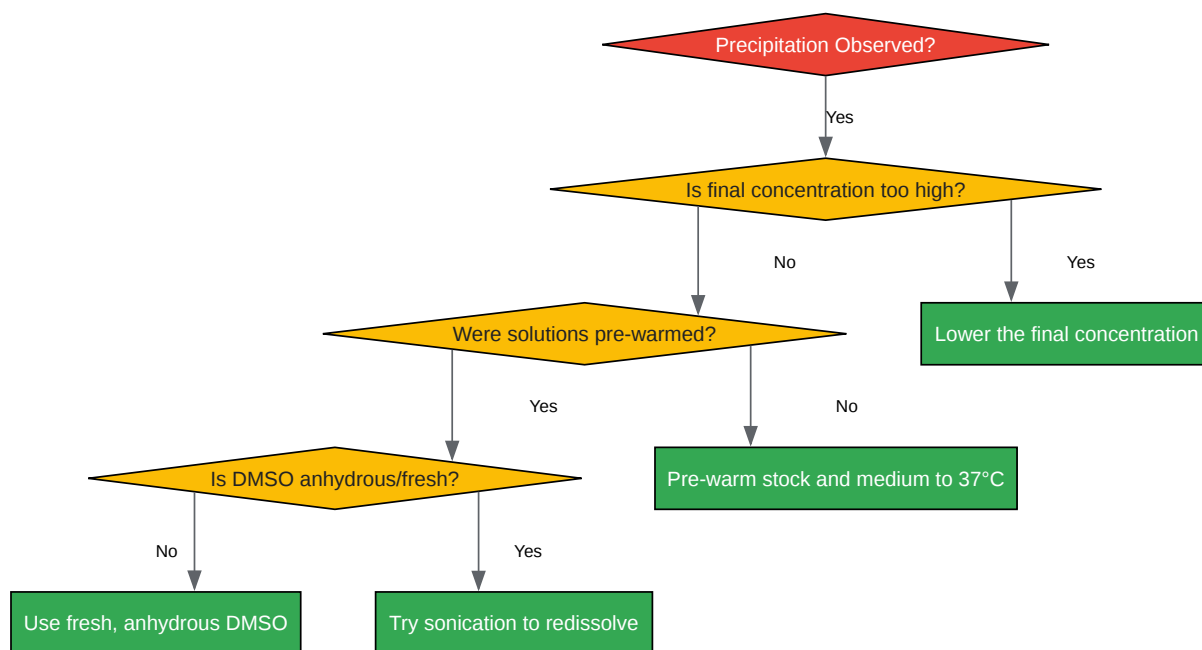 Precipitation Observed?
Yes
Is final concentration too high?
No
Yes
Were solutions pre-warmed?
Lower the final concentration
Yes
No
Is DMSO anhydrous/fresh?
Pre-warm stock and medium to 37°C
No
Yes
Use fresh, anhydrous DMSO
Try sonication to redissolve